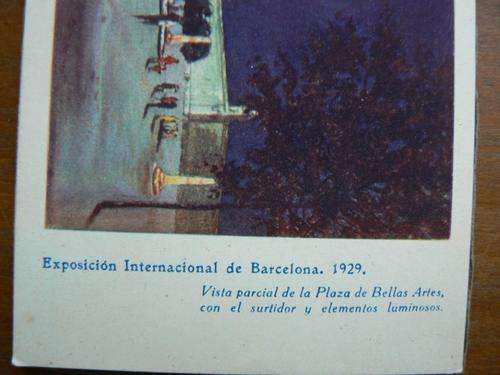 Exposición Internacional de Barcelona. 1929.
Vista parcial de la Plaza de Bellas Artes,
con el surtidor y elementos luminosos.